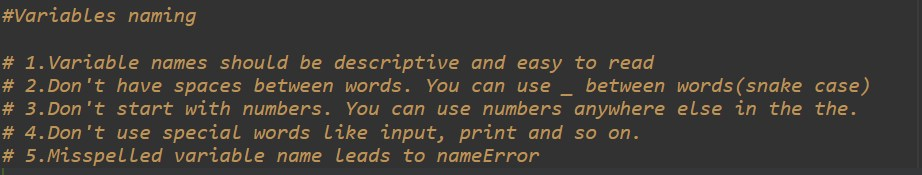 #Variables naming
# 1.Variable names should be descriptive and easy to read
# 2.Don't have spaces between words. You can use _ between words(snake case)
# 3.Don't start with numbers. You can use numbers anywhere else in the the.
# 4.Don't use special words like input, print and so on.
# 5.Misspelled variable name leads to nameError